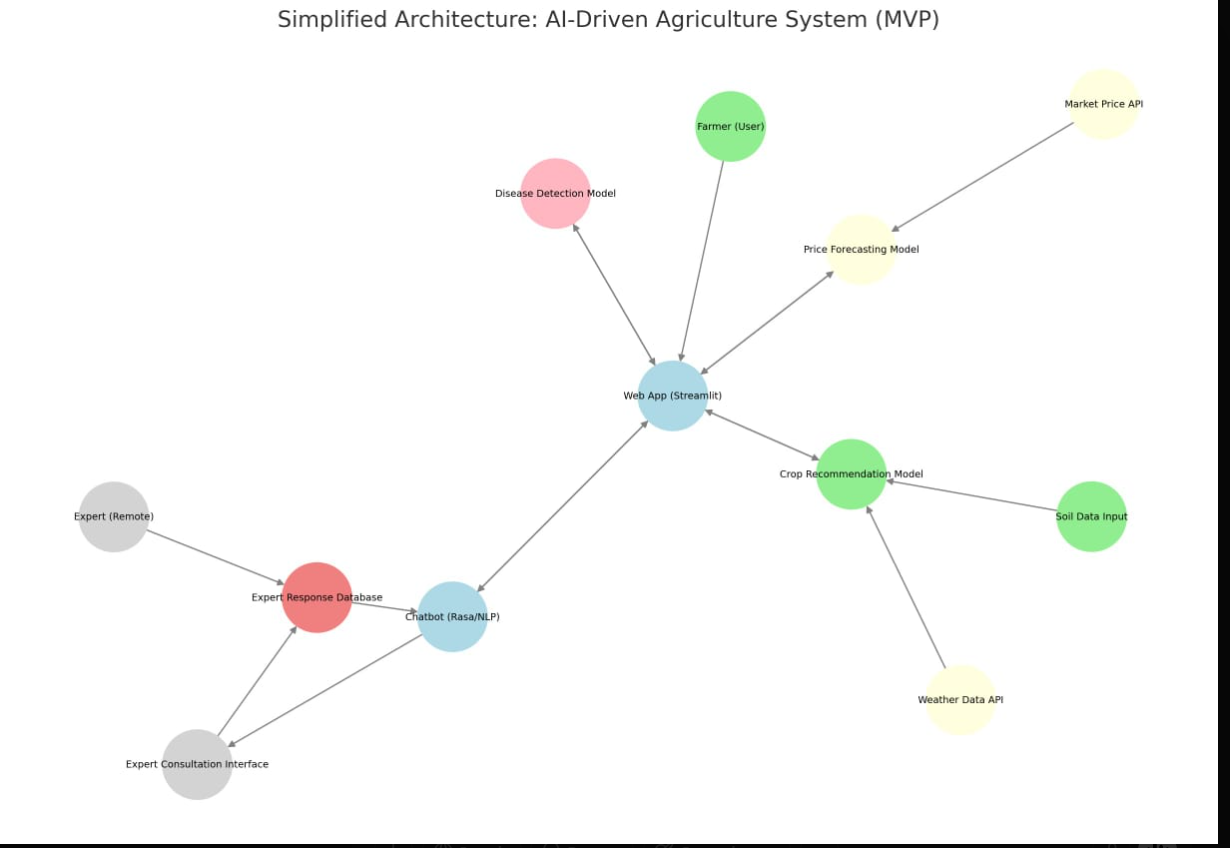 Simplified Architecture: AI-Driven Agriculture System (MVP)
Market Price API
Farmer (User)
Disease Detection Model
Price Forecasting Model
Web App (Streamlit)
Crop Recommendation Model
Expert (Remote)
Soil Data Input
Expert Response Database
Chatbot (Rasa/NLP)
Weather Data API
Expert Consultation Interface